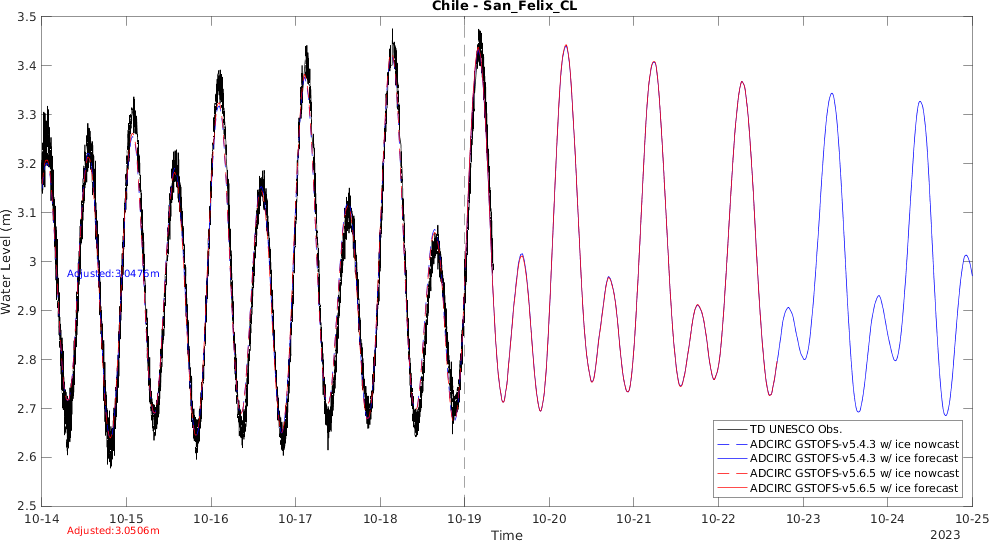 Chile - San_Felix_CL
3.5
3.4
3.3
3.2
3.1
3
2.9
2.8
2.7
2.6
2.5
Water Level (m)
Adjusted:3.0475m
TD UNESCO Obs.
ADCIRC GSTOFS-v5.4.3 w/ ice nowcast
ADCIRC GSTOFS-v5.4.3 w/ ice forecast
ADCIRC GSTOFS-v5.6.5 w/ ice nowcast
ADCIRC GSTOFS-v5.6.5 w/ ice forecast
10-14 10-15 10-16 10-17 10-18 10-19 10-20 10-21 10-22 10-23 10-24 10-25
Adjusted:3.0506m
Time
2023